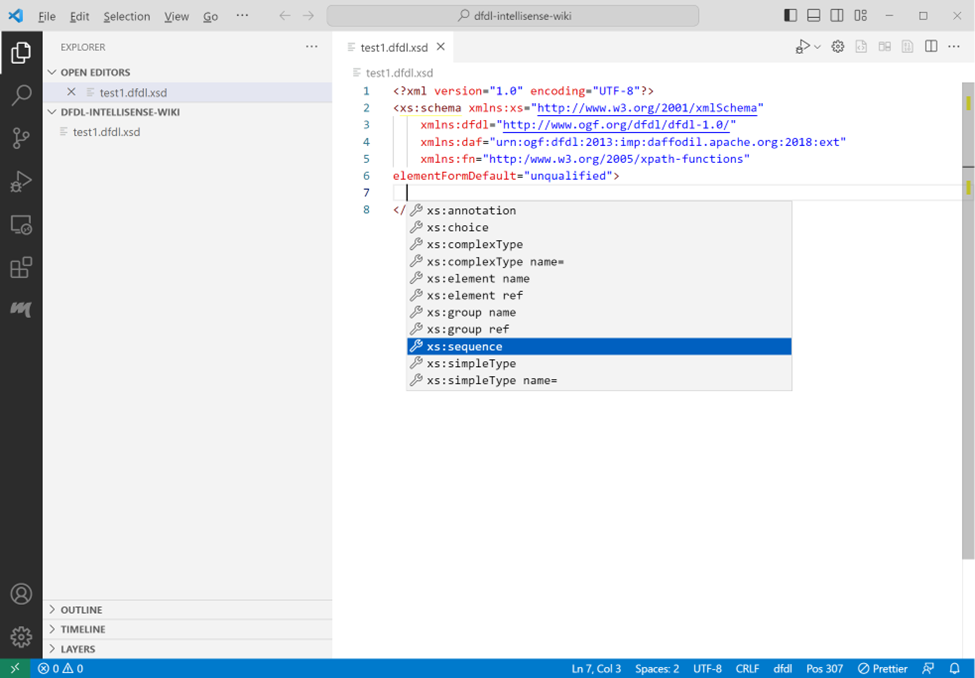 File Edit Selection View Go ··· dfdl-intellisense-wiki
EXPLORER ···
OPEN EDITORS
test1.dfdl.xsd
DFDL-INTELLISENSE-WIKI
test1.dfdl.xsd
OUTLINE
TIMELINE
LAYERS
test1.dfdl.xsd
test1.dfdl.xsd
1 <?xml version="1.0" encoding="UTF-8"?>
2 <xs:schema xmlns:xs="http://www.w3.org/2001/xmlSchema"
3 xmlns:dfdl="http://www.ogf.org/dfdl/dfdl-1.0/"
4 xmlns:daf="urn:ogf:dfdl:2013:imp:daffodil.apache.org:2018:ext"
5 xmlns:fn="http:/www.w3.org/2005/xpath-functions"
6 elementFormDefault="unqualified">
7
8 </
xs:annotation
xs:choice
xs:complexType
xs:complexType name=
xs:element name
xs:element ref
xs:group name
xs:group ref
xs:sequence
xs:simpleType
xs:simpleType name=
0 0 Ln 7, Col 3 Spaces: 2 UTF-8 CRLF dfdl Pos 307 Prettier